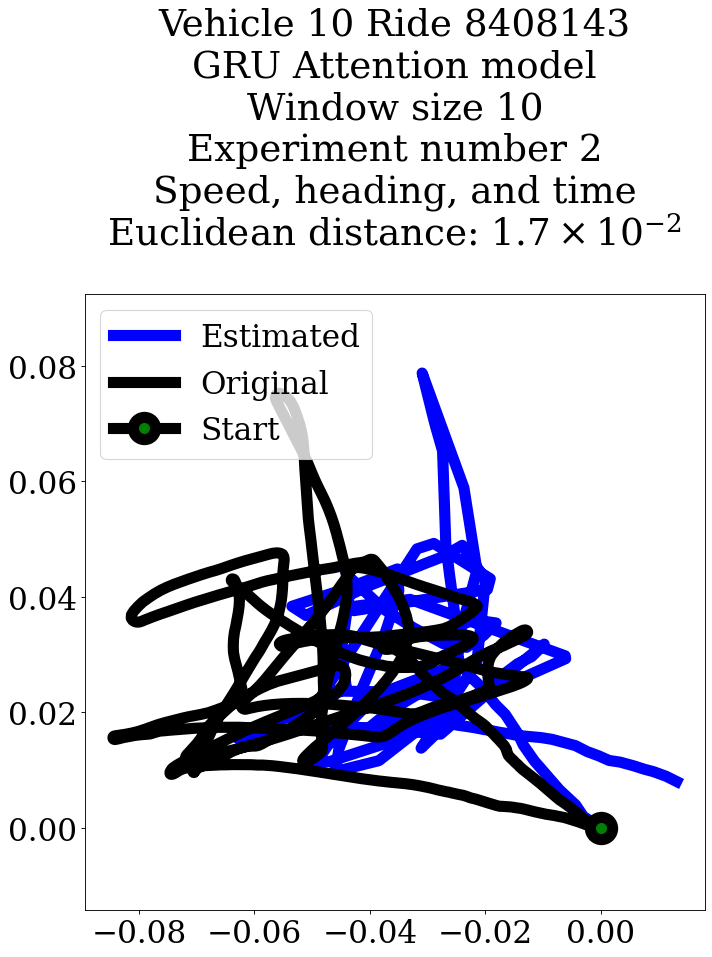 Vehicle 10 Ride 8408143
GRU Attention model
Window size 10
Experiment number 2
Speed, heading, and time
Euclidean distance: 1.7 × 10⁻²
Estimated
Original
Start
0.08
0.06
0.04
0.02
0.00
−0.08 −0.06 −0.04 −0.02 0.00